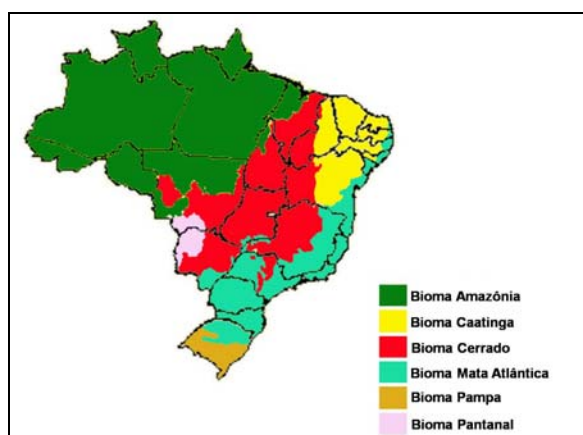 Bioma Amazônia
Bioma Caatinga
Bioma Cerrado
Bioma Mata Atlântica
Bioma Pampa
Bioma Pantanal